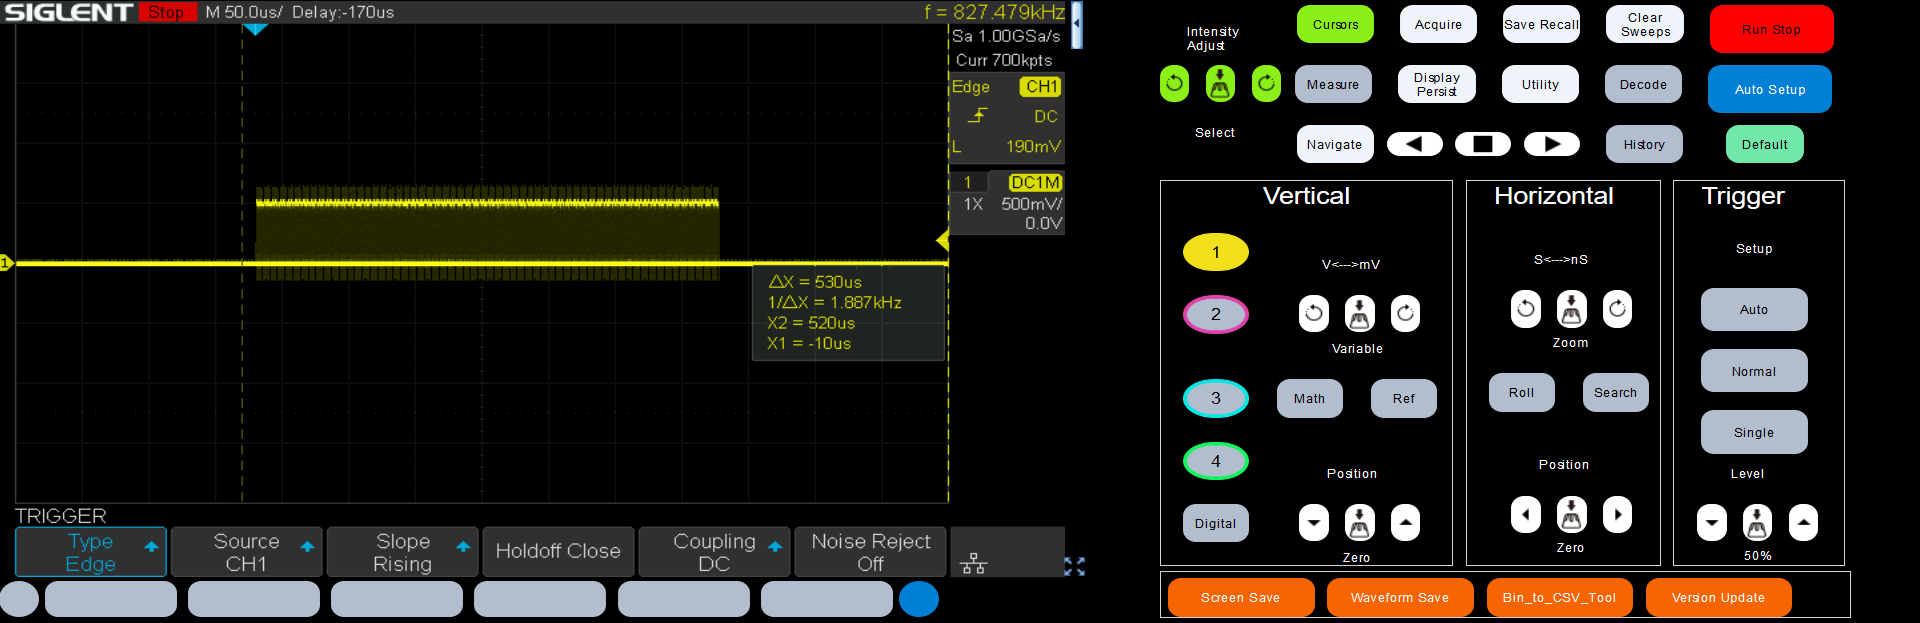 SIGLENT Stop M 50.0us/ Delay:-170us f = 827.479kHz
Sa 1.00GSa/s
Curr 700kpts
Edge CH1
DC
L 190mV
1 DC1M
1X 500mV/
0.0V
1
ΔX = 530us
1/ΔX = 1.887kHz
X2 = 520us
X1 = -10us
TRIGGER
Type
Edge
Source
CH1
Slope
Rising
Holdoff Close
Coupling
DC
Noise Reject
Off
Intensity
Adjust
Select
Cursors
Acquire
Save Recall
Clear
Sweeps
Run Stop
Measure
Display
Persist
Utility
Decode
Auto Setup
Navigate
History
Default
Vertical
1
2
3
4
Digital
V<--->mV
Variable
Math
Ref
Position
Zero
Horizontal
S<--->nS
Zoom
Roll
Search
Position
Zero
Trigger
Setup
Auto
Normal
Single
Level
50%
Screen Save
Waveform Save
Bin_to_CSV_Tool
Version Update